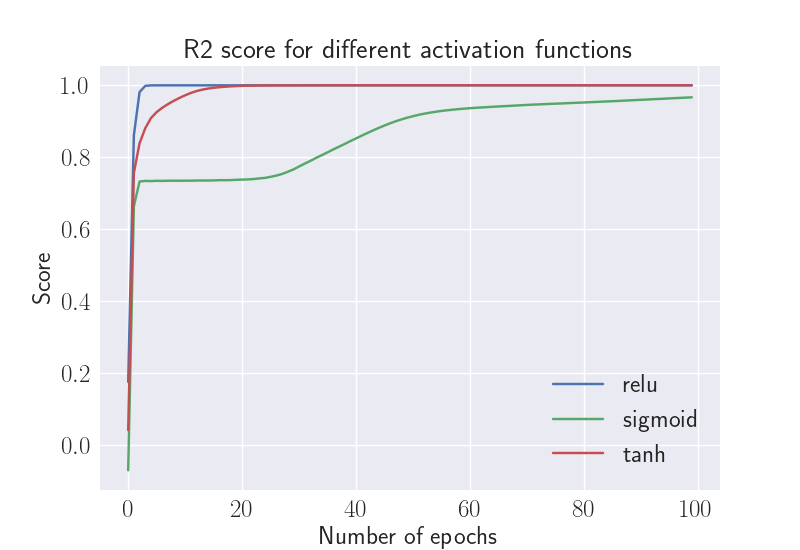 R2 score for different activation functions
1.0
0.8
0.6
0.4
0.2
0.0
Score
relu
sigmoid
tanh
0 20 40 60 80 100
Number of epochs